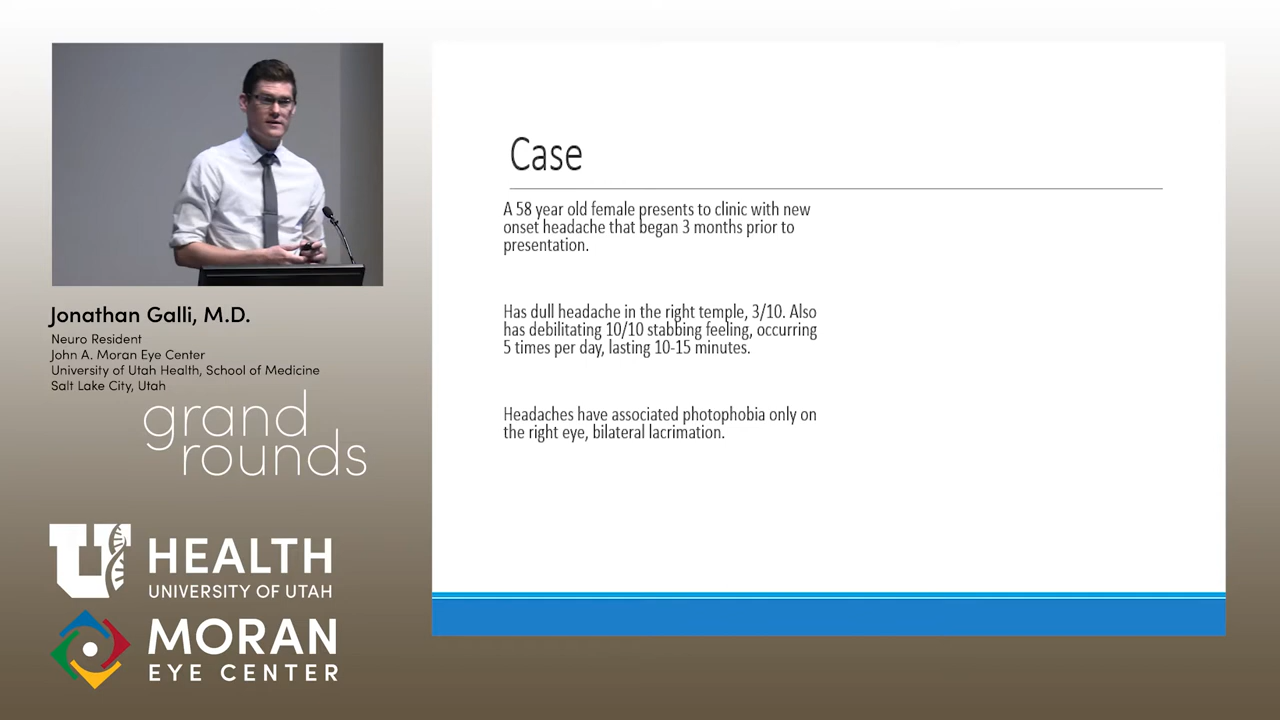 Case
A 58 year old female presents to clinic with new
onset headache that began 3 months prior to
presentation.
Has dull headache in the right temple, 3/10. Also
has debilitating 10/10 stabbing feeling, occurring
5 times per day, lasting 10-15 minutes.
Headaches have associated photophobia only on
the right eye, bilateral lacrimation.
Jonathan Galli, M.D.
Neuro Resident
John A. Moran Eye Center
University of Utah Health, School of Medicine
Salt Lake City, Utah
grand
rounds
U HEALTH
UNIVERSITY OF UTAH
MORAN
EYE CENTER